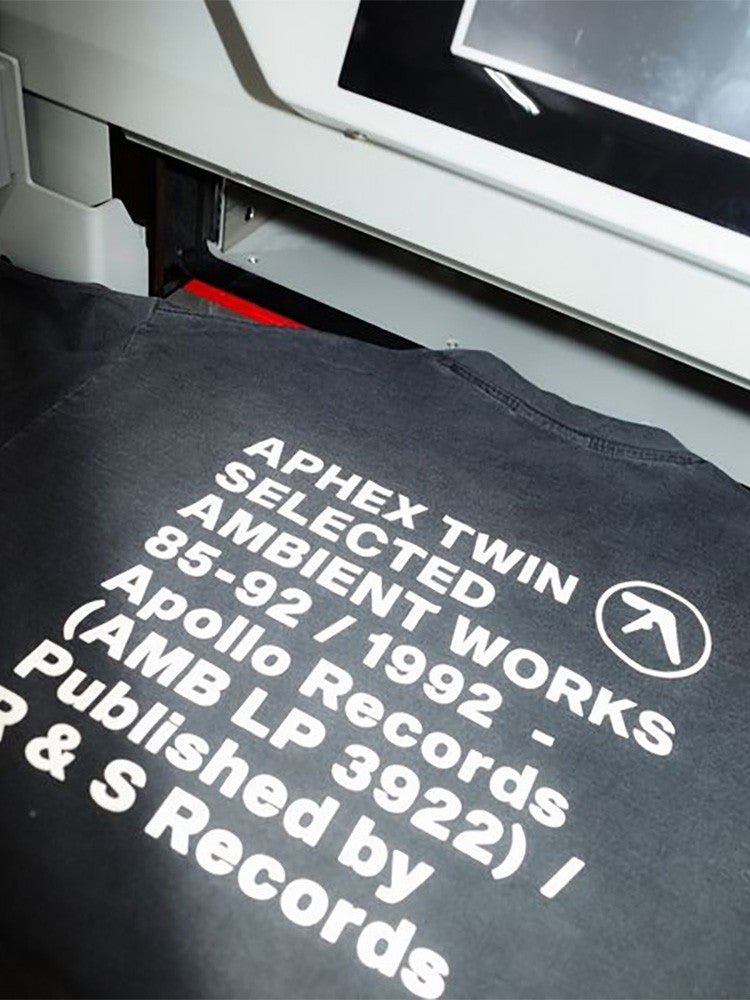 APHEX TWIN
SELECTED
AMBIENT WORKS
85-92 / 1992 -
Apollo Records
(AMB LP 3922) /
Published by
R & S Records